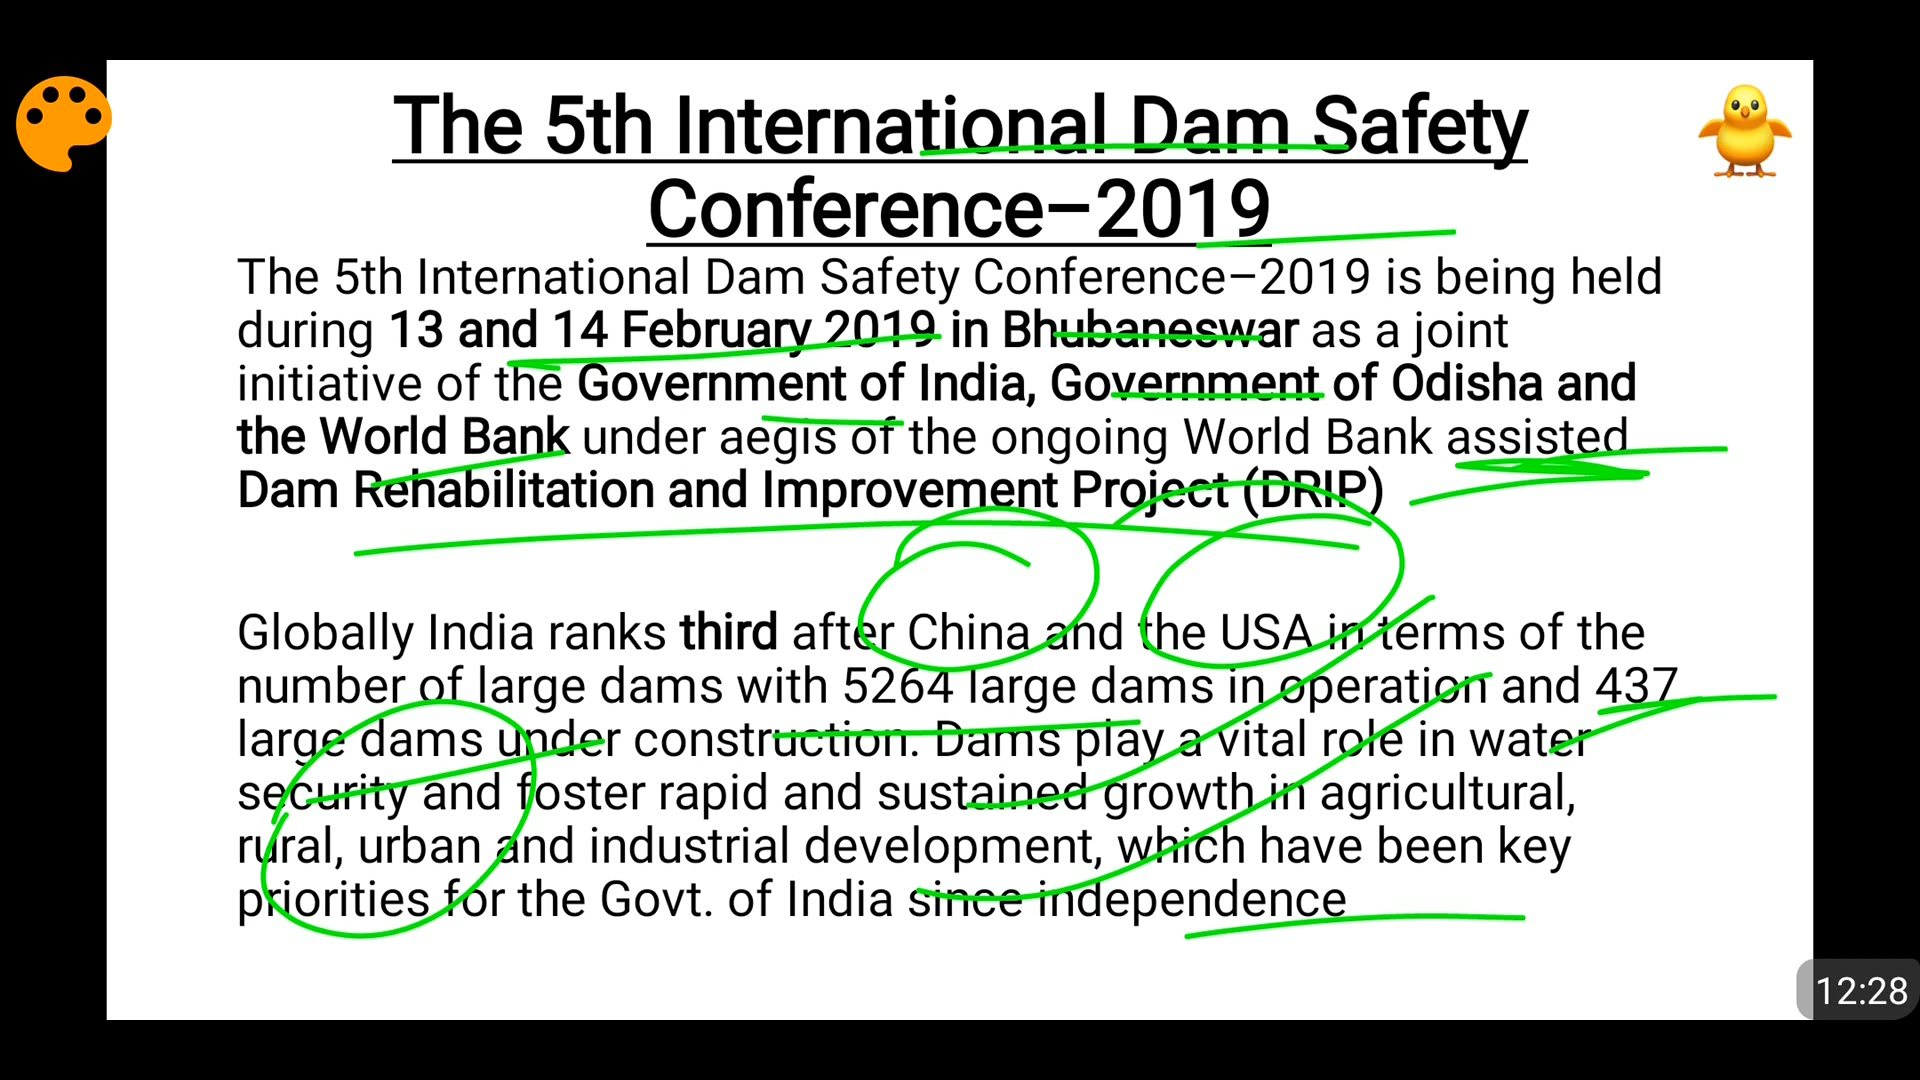 The 5th International Dam Safety
Conference–2019
The 5th International Dam Safety Conference–2019 is being held
during 13 and 14 February 2019 in Bhubaneswar as a joint
initiative of the Government of India, Government of Odisha and
the World Bank under aegis of the ongoing World Bank assisted
Dam Rehabilitation and Improvement Project (DRIP)
Globally India ranks third after China and the USA in terms of the
number of large dams with 5264 large dams in operation and 437
large dams under construction. Dams play a vital role in water
security and foster rapid and sustained growth in agricultural,
rural, urban and industrial development, which have been key
priorities for the Govt. of India since independence
12:28